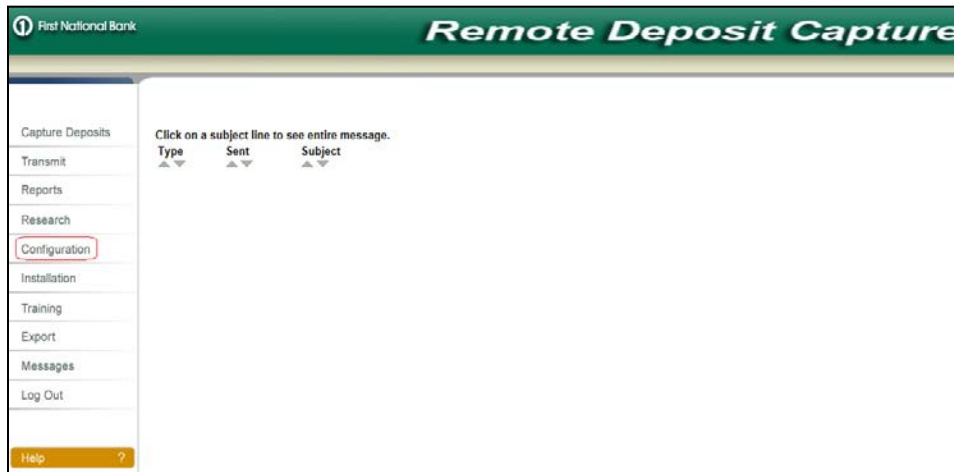 1 First National Bank
Remote Deposit Capture
Capture Deposits
Transmit
Reports
Research
Configuration
Installation
Training
Export
Messages
Log Out
Help ?
Click on a subject line to see entire message.
Type Sent Subject